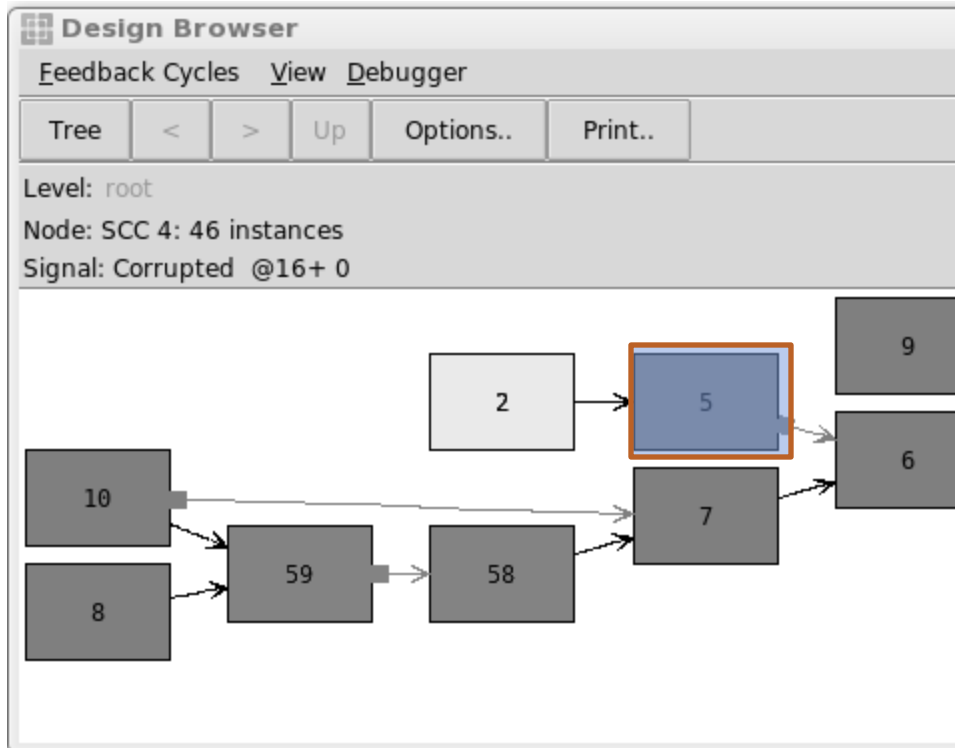 Design Browser
Feedback Cycles View Debugger
Tree < > Up Options.. Print..
Level: root
Node: SCC 4: 46 instances
Signal: Corrupted @16+ 0
9
2
5
6
10
7
59
58
8